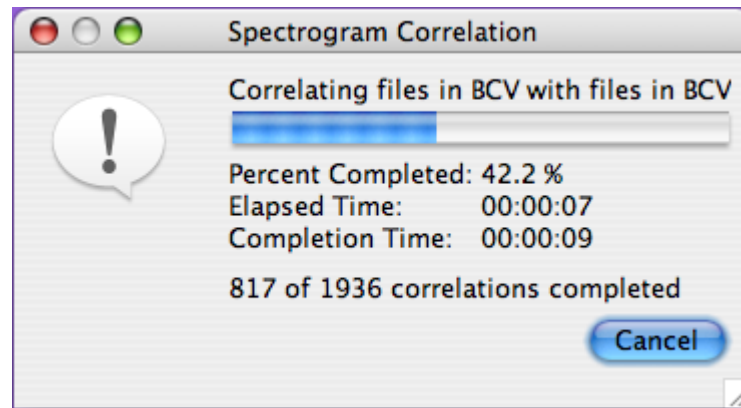 Spectrogram Correlation
Correlating files in BCV with files in BCV
Percent Completed: 42.2 %
Elapsed Time: 00:00:07
Completion Time: 00:00:09
817 of 1936 correlations completed
Cancel